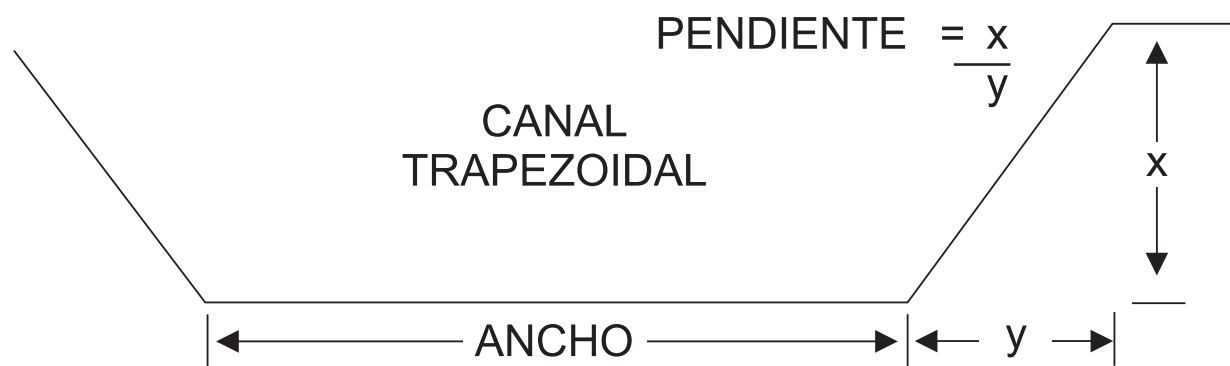 PENDIENTE = x
y
CANAL
TRAPEZOIDAL
x
ANCHO
y